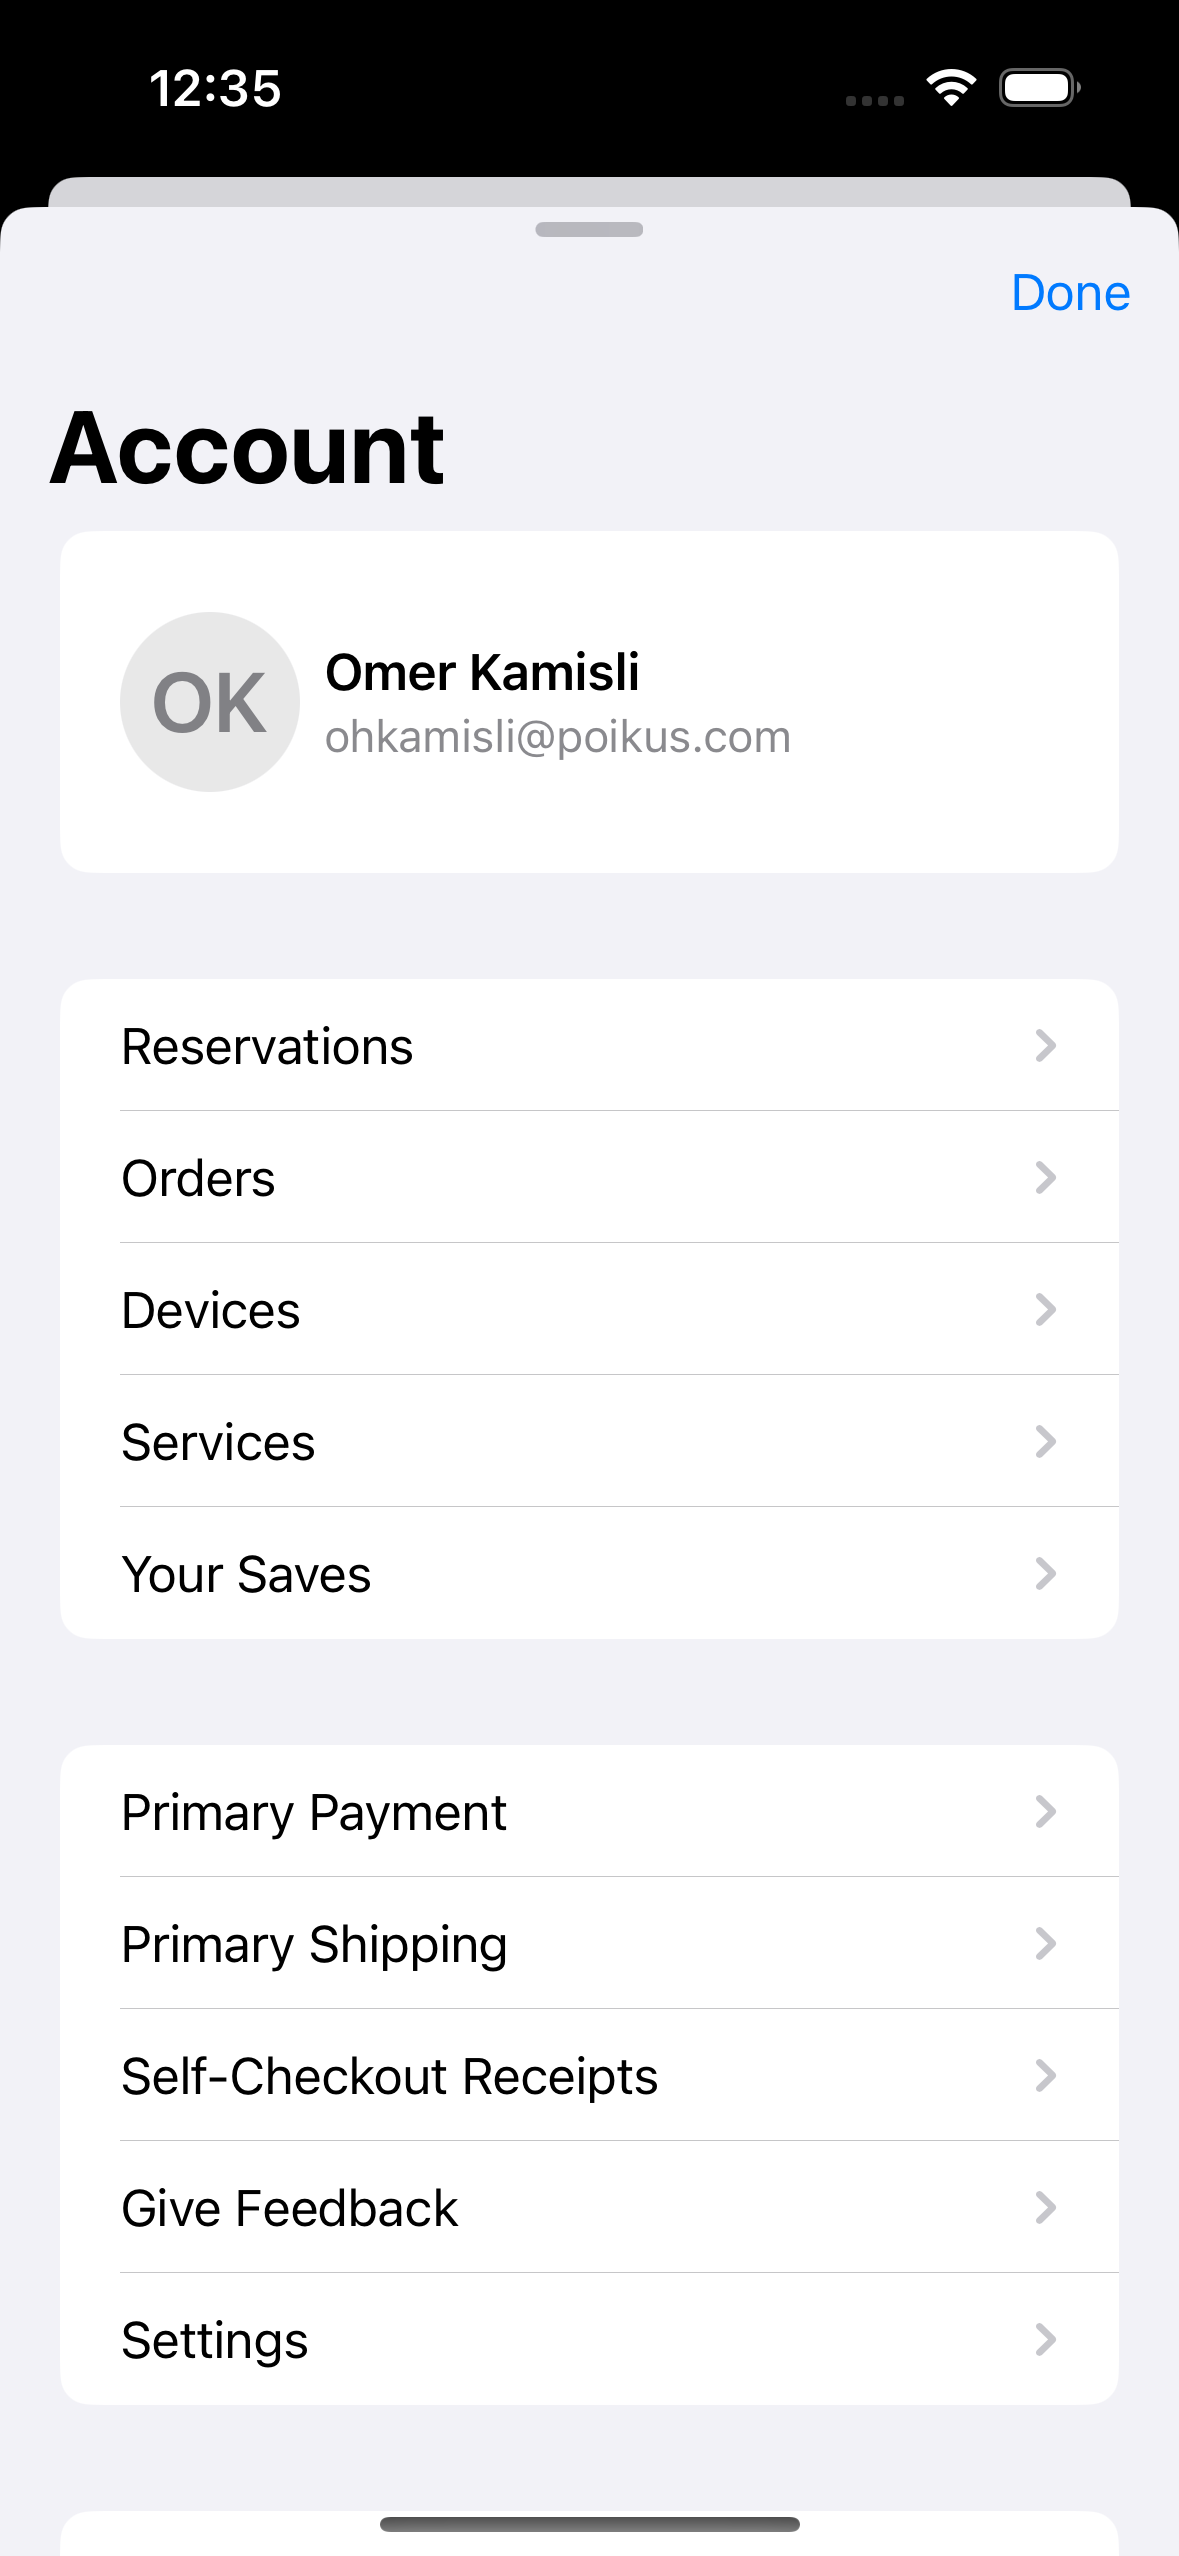 12:35
Done
Account
OK
Omer Kamisli
ohkamisli@poikus.com
Reservations
Orders
Devices
Services
Your Saves
Primary Payment
Primary Shipping
Self-Checkout Receipts
Give Feedback
Settings